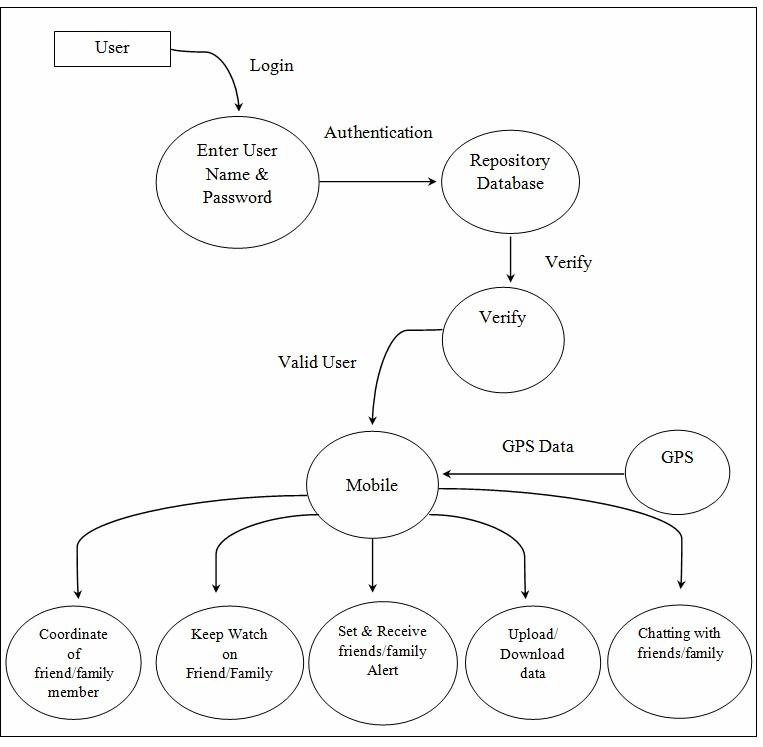 User
Login
Enter User
Name &
Password
Authentication
Repository
Database
Verify
Verify
Valid User
GPS Data
GPS
Mobile
Coordinate
of
friend/family
member
Keep Watch
on
Friend/Family
Set & Receive
friends/family
Alert
Upload/
Download
data
Chatting with
friends/family